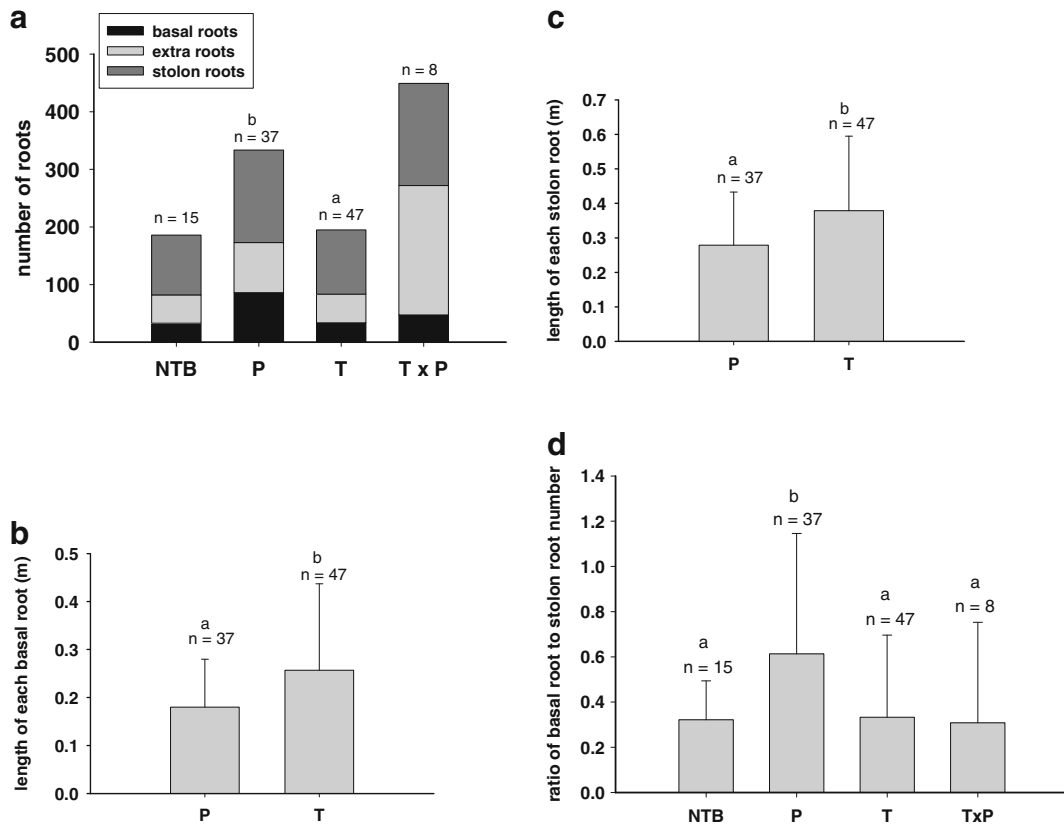 a
basal roots
extra roots
stolon roots
number of roots
500
400
300
200
100
0
n = 15
b
n = 37
a
n = 47
n = 8
NTB P T T x P
c
length of each stolon root (m)
0.7
0.6
0.5
0.4
0.3
0.2
0.1
0.0
a
n = 37
b
n = 47
P T
b
length of each basal root (m)
0.5
0.4
0.3
0.2
0.1
0.0
a
n = 37
b
n = 47
P T
d
ratio of basal root to stolon root number
1.4
1.2
1.0
0.8
0.6
0.4
0.2
0.0
a
n = 15
b
n = 37
a
n = 47
a
n = 8
NTB P T TxP